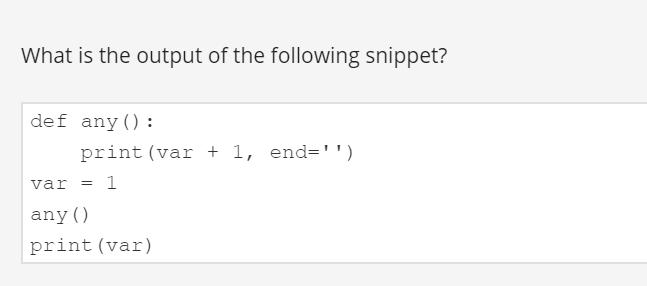 What is the output of the following snippet?
def any():
    print(var + 1, end='')
var = 1
any()
print(var)